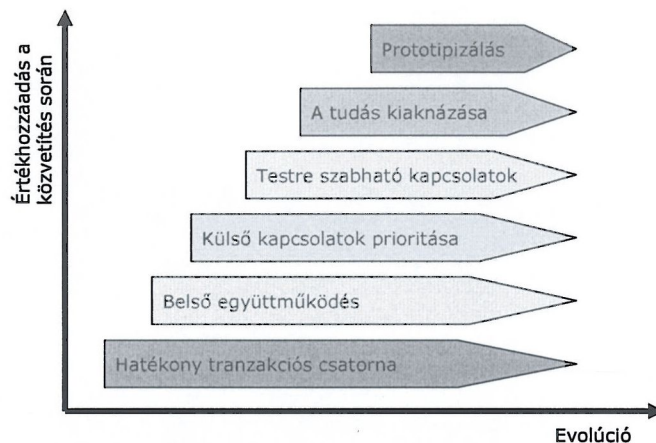 Értékhozzáadás a
közvetítés során
Prototipizálás
A tudás kiaknázása
Testre szabható kapcsolatok
Külső kapcsolatok prioritása
Belső együttműködés
Hatékony tranzakciós csatorna
Evolúció